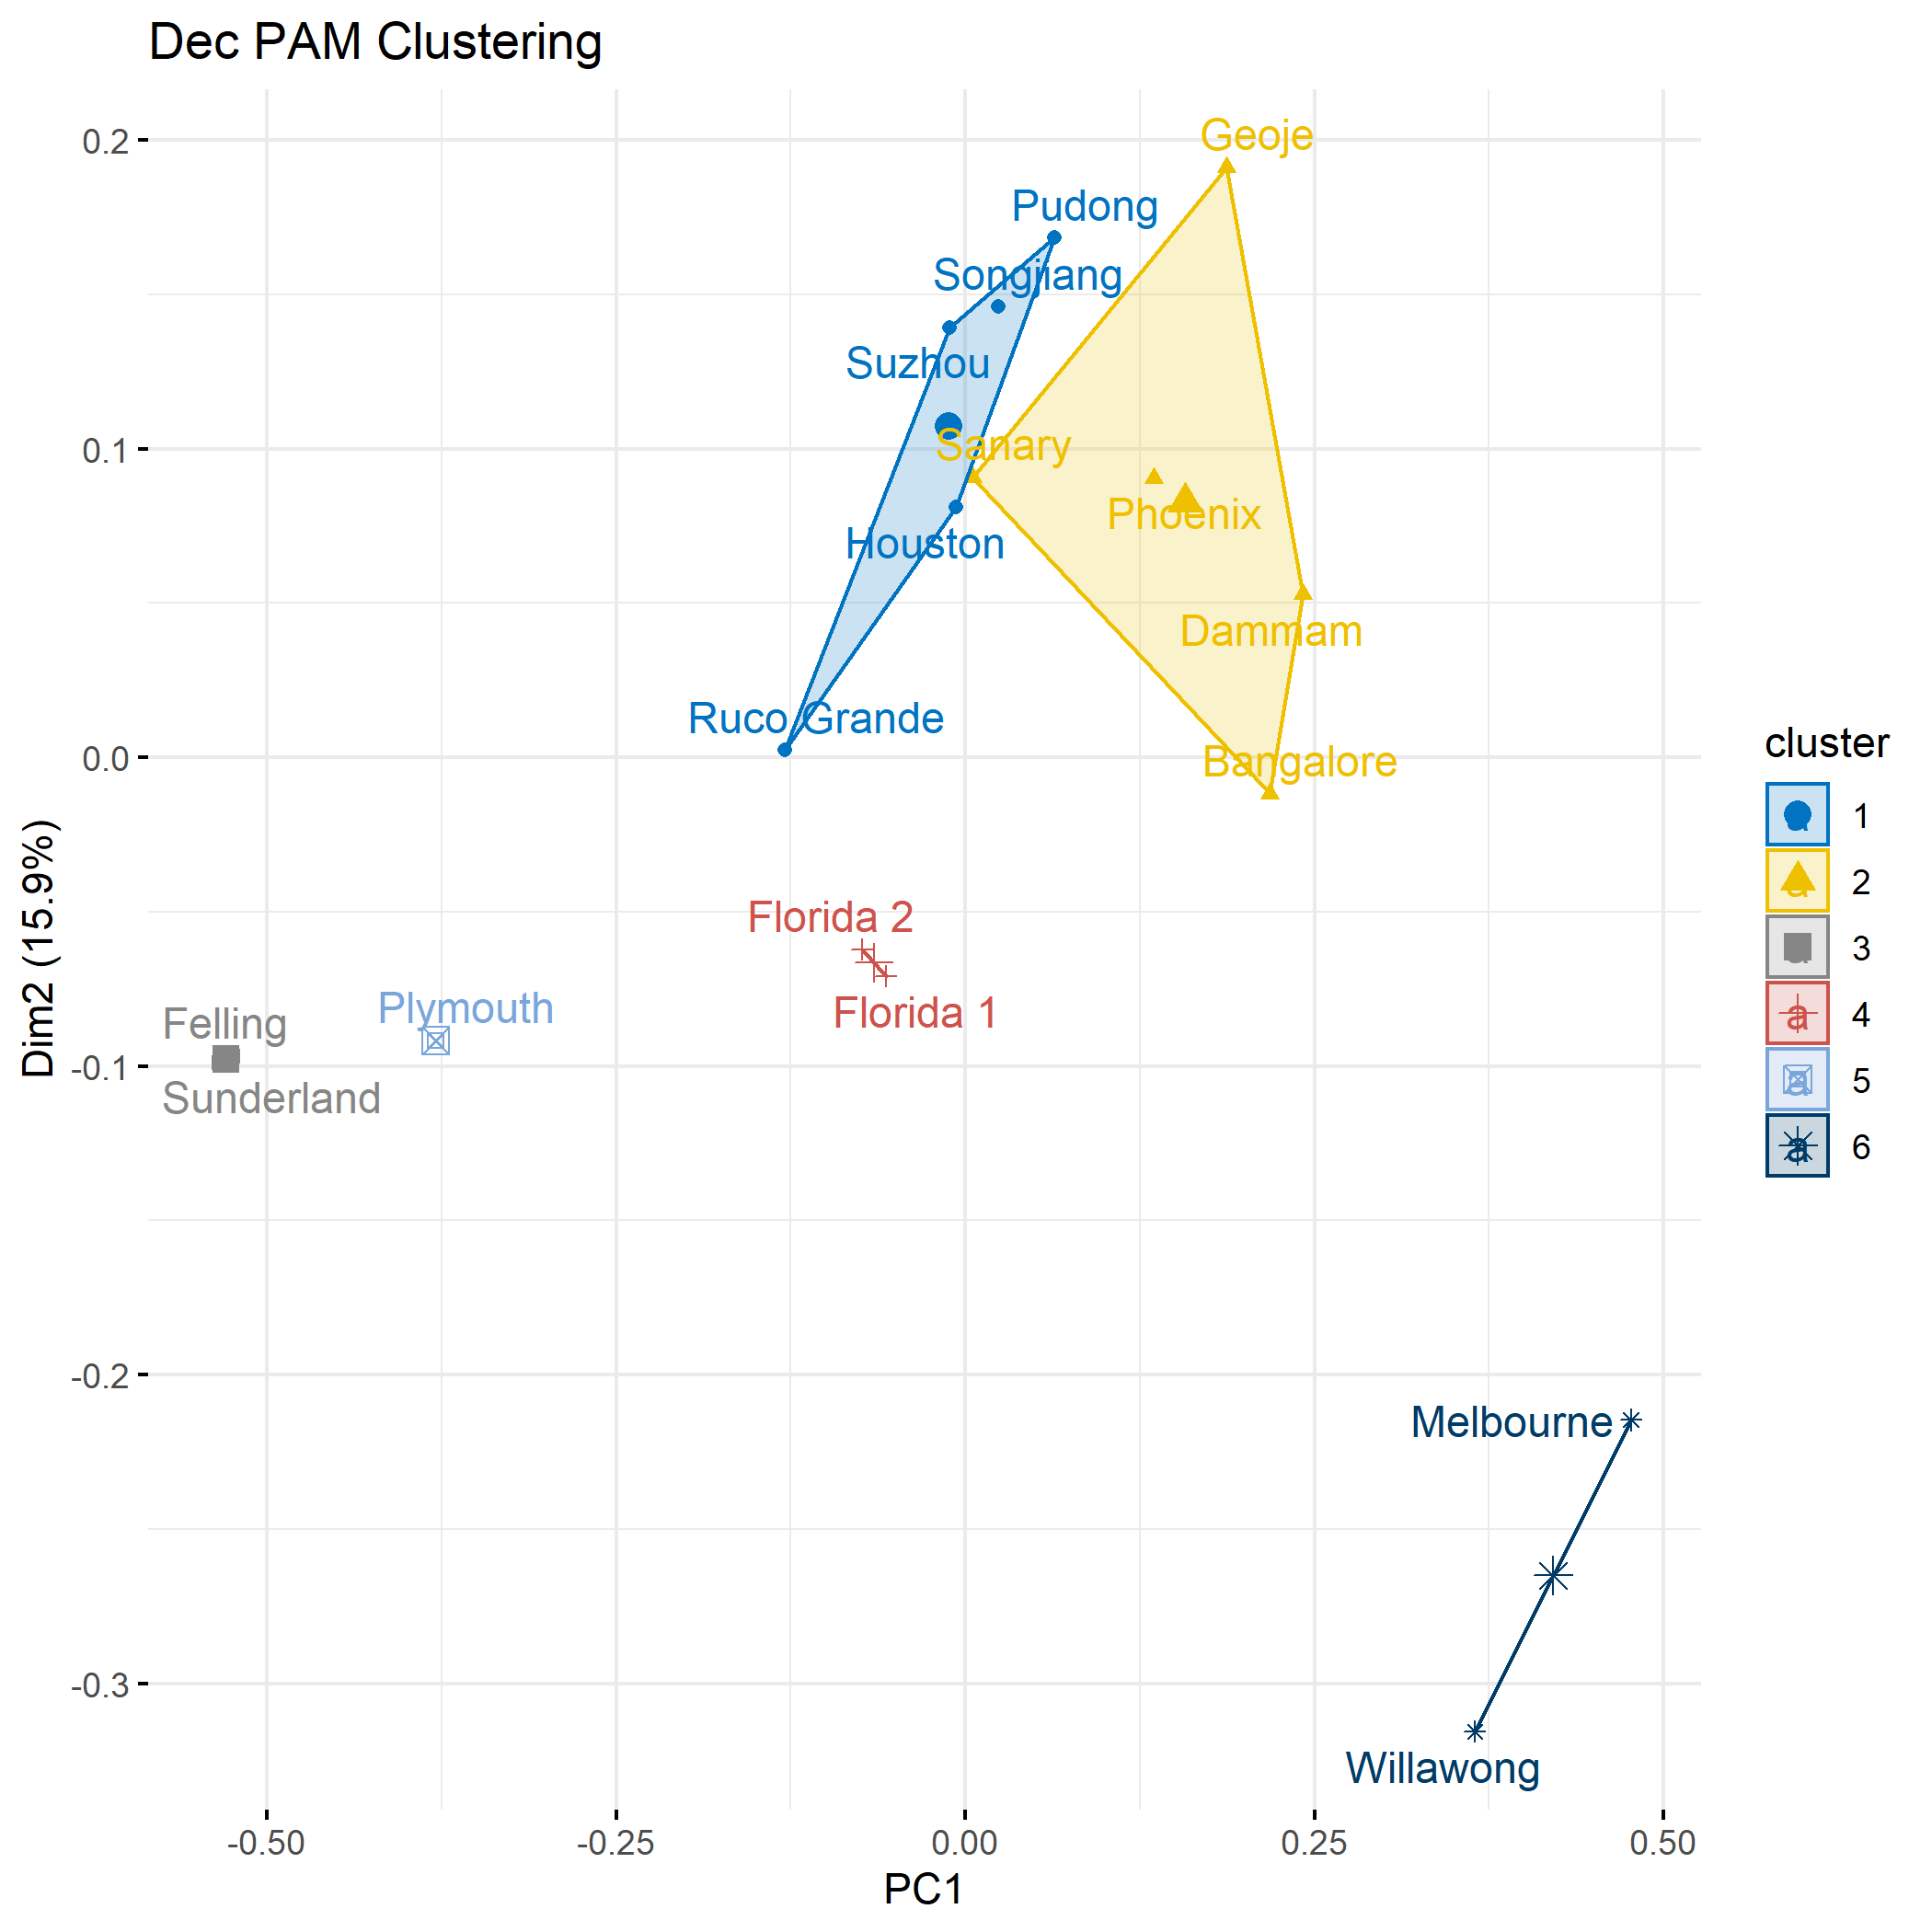 Dec PAM Clustering
Geoje
Pudong
Songjiang
Suzhou
Sanary
Phoenix
Houston
Dammam
Ruco Grande
Bangalore
Florida 2
Florida 1
Plymouth
Felling
Sunderland
Melbourne
Willawong
0.2
0.1
0.0
-0.1
-0.2
-0.3
Dim2 (15.9%)
-0.50
-0.25
0.00
0.25
0.50
PC1
cluster
a 1
a 2
a 3
a 4
a 5
a 6